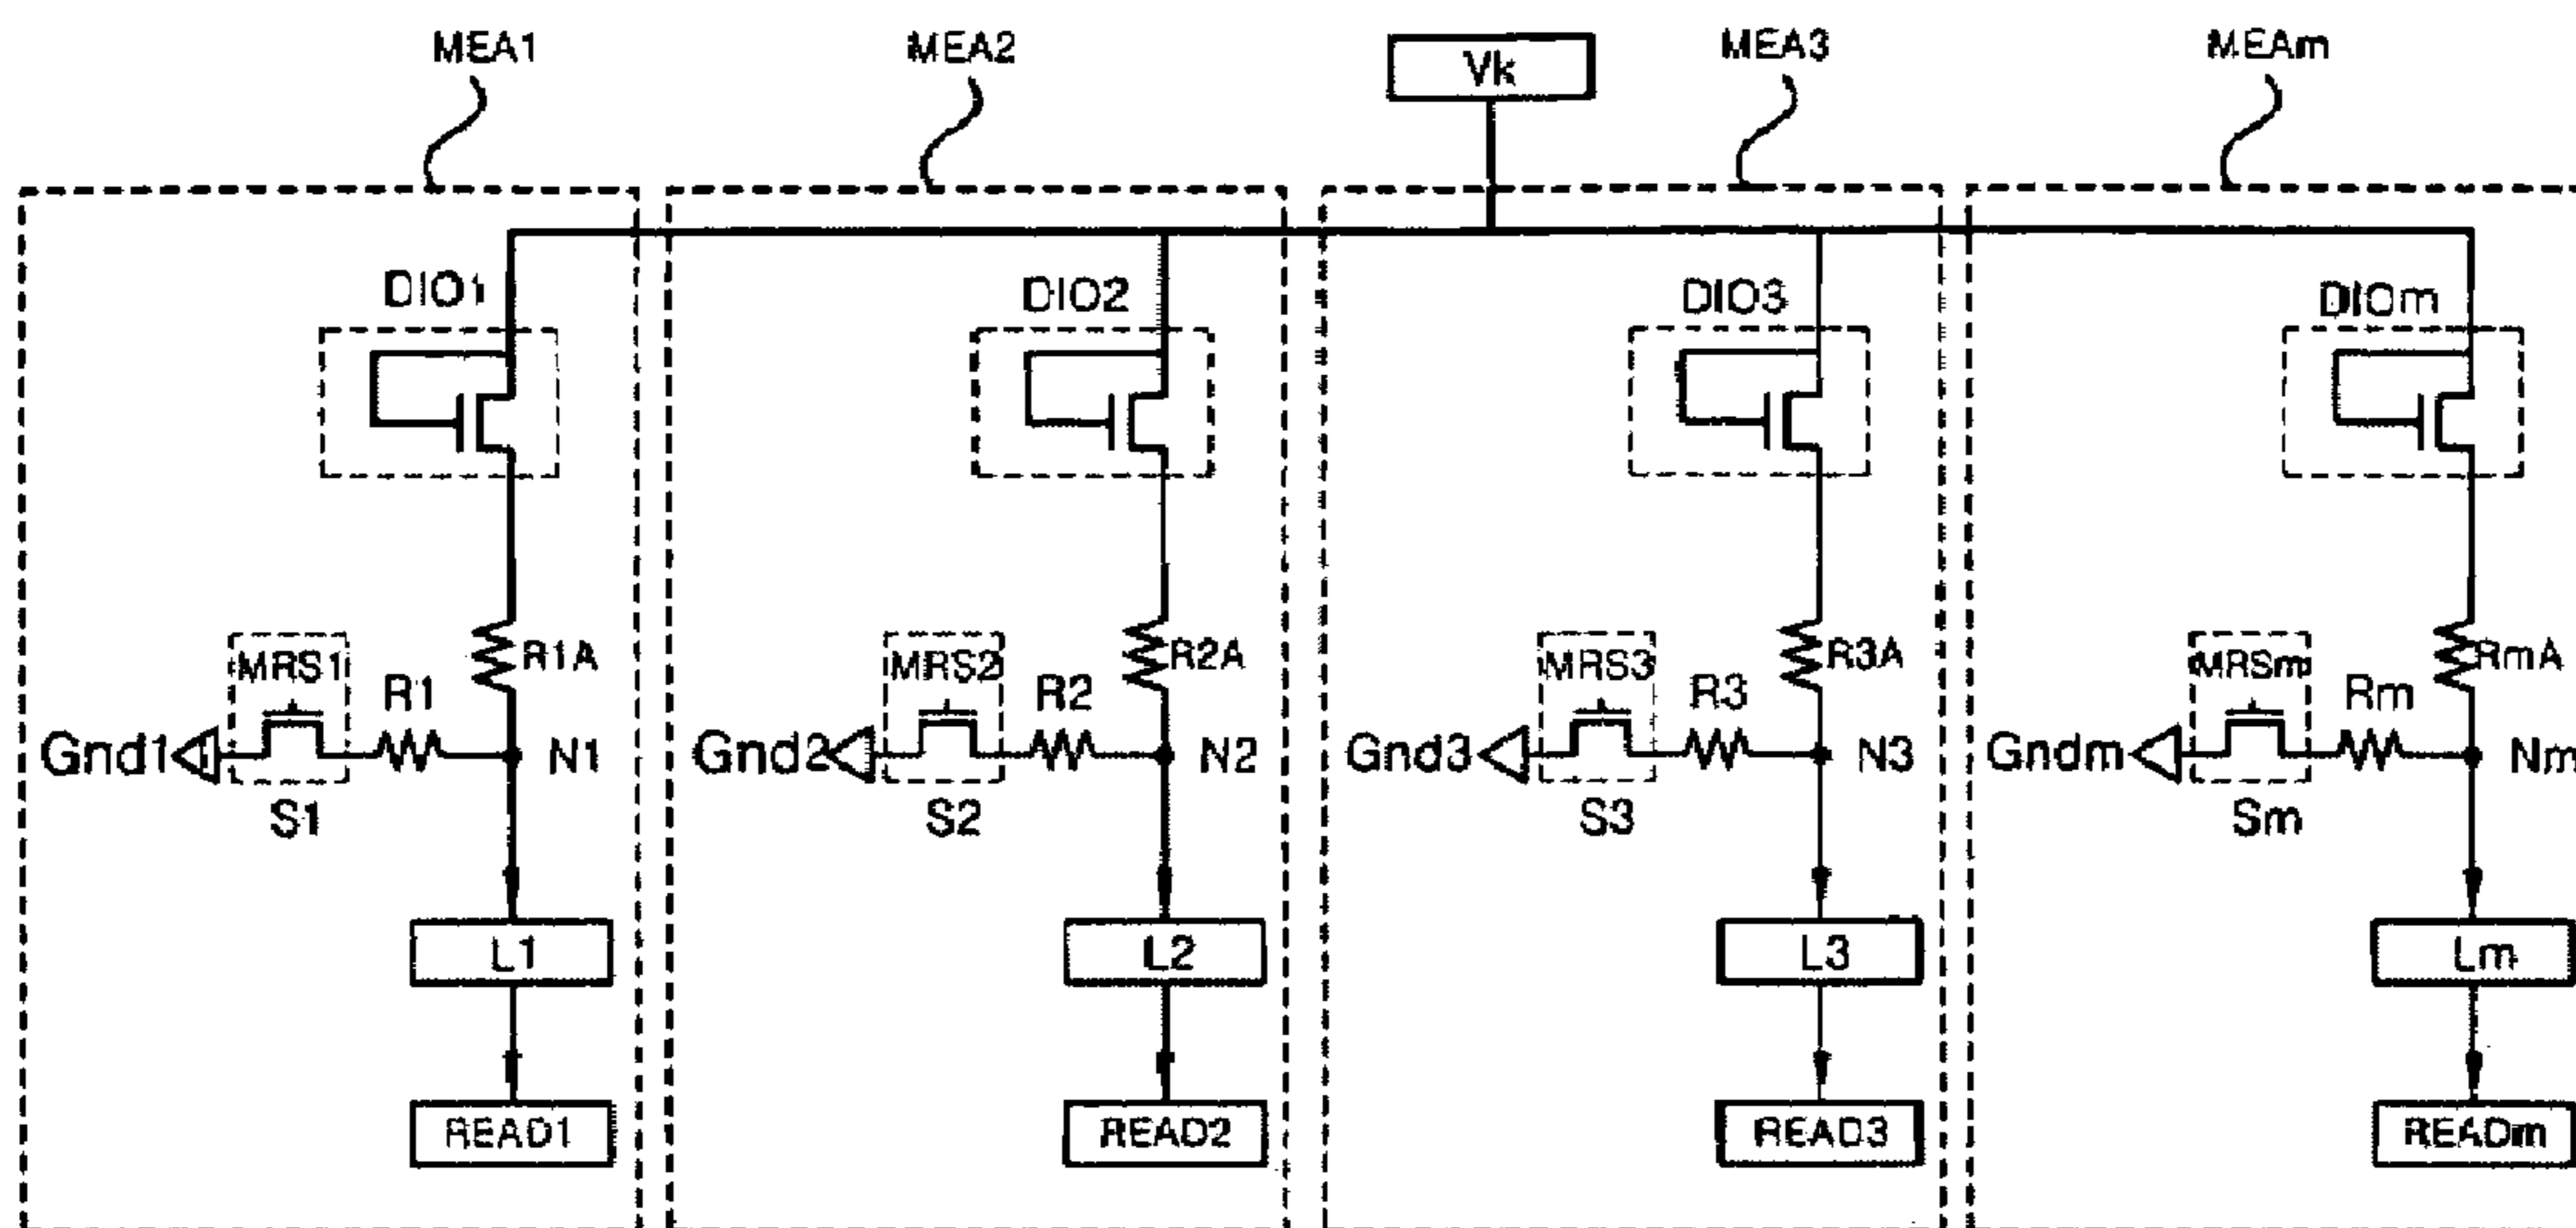 MEA1 MEA2 Vk MEA3 MEAm
DIO1 DIO2 DIO3 DIOm
MRS1 R1 R1A MRS2 R2 R2A MRS3 R3 R3A MRSm Rm RmA
Gnd1 N1 Gnd2 N2 Gnd3 N3 Gndm Nm
S1 S2 S3 Sm
L1 L2 L3 Lm
READ1 READ2 READ3 READm